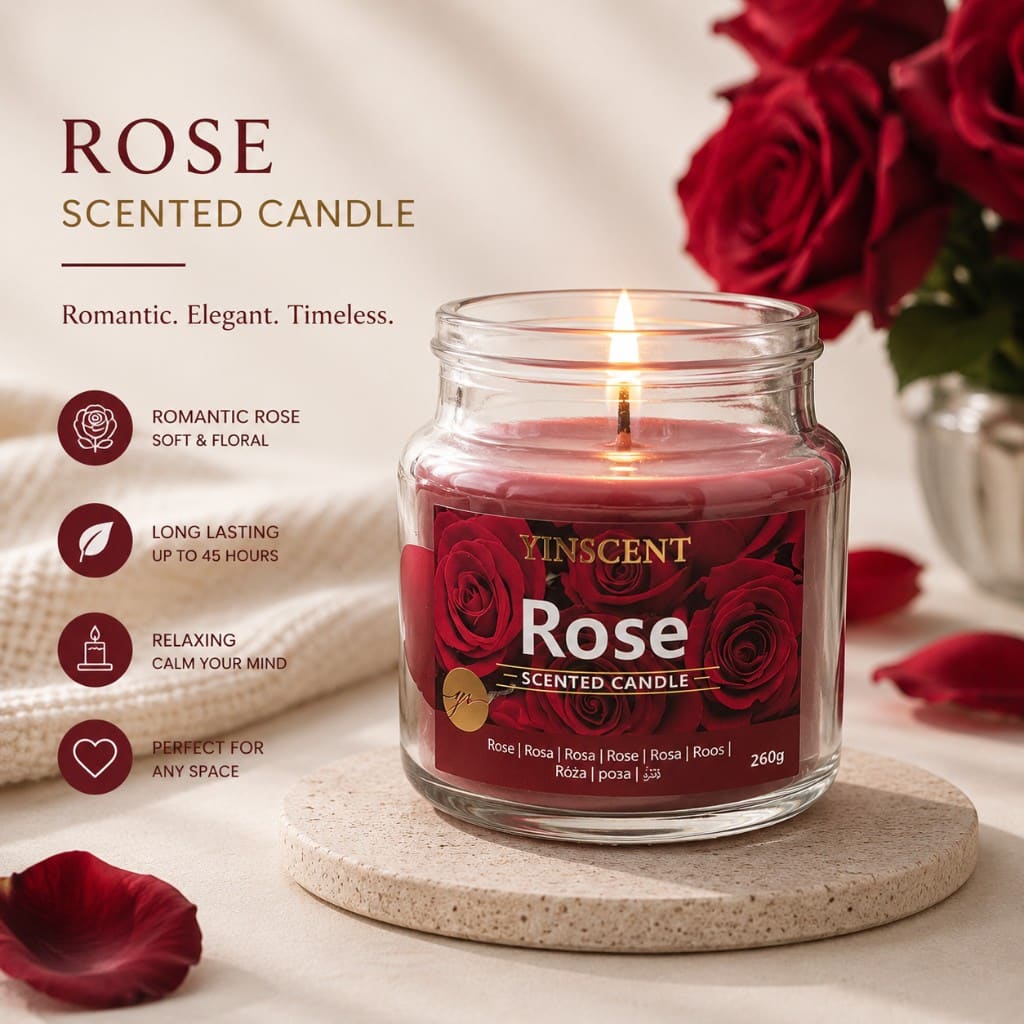 ROSE
SCENTED CANDLE
Romantic. Elegant. Timeless.
ROMANTIC ROSE
SOFT & FLORAL
LONG LASTING
UP TO 45 HOURS
RELAXING
CALM YOUR MIND
PERFECT FOR
ANY SPACE
YINSCENT
Rose
SCENTED CANDLE
Rose | Rosa | Rosa | Rose | Rosa | Roos |
Róża | роза |
260g